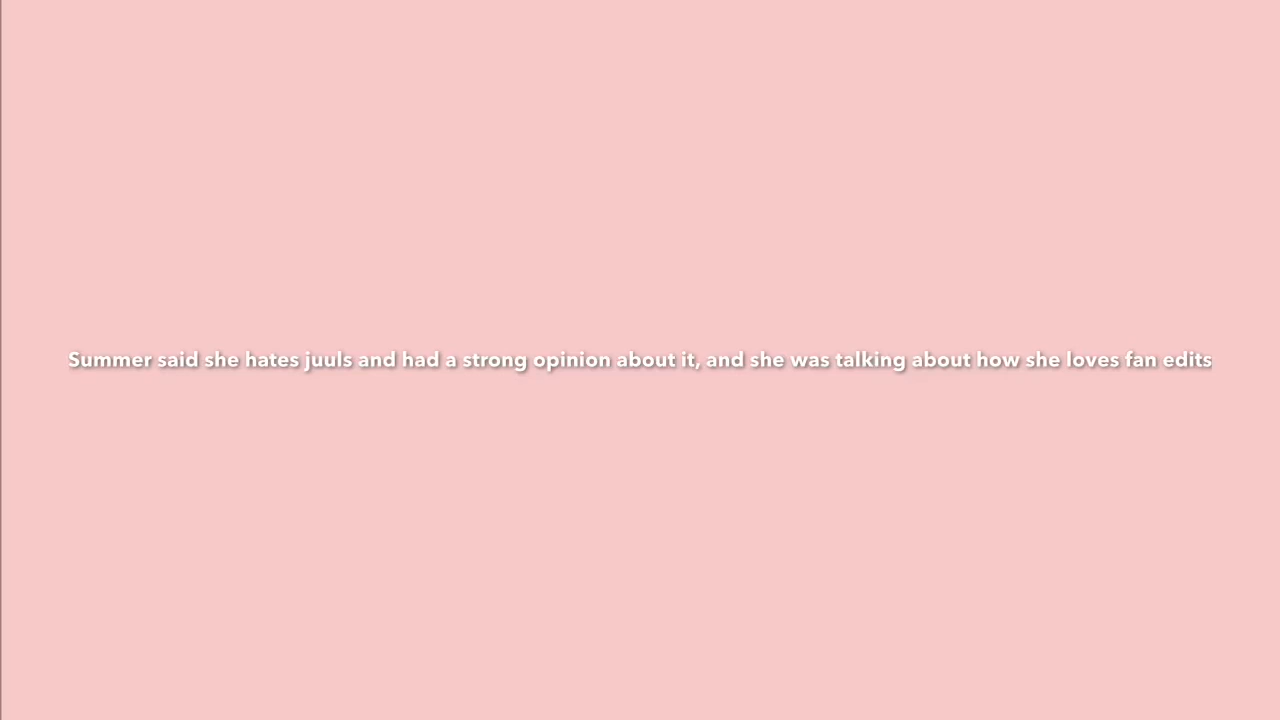 Summer said she hates juuls and had a strong opinion about it, and she was talking about how she loves fan edits